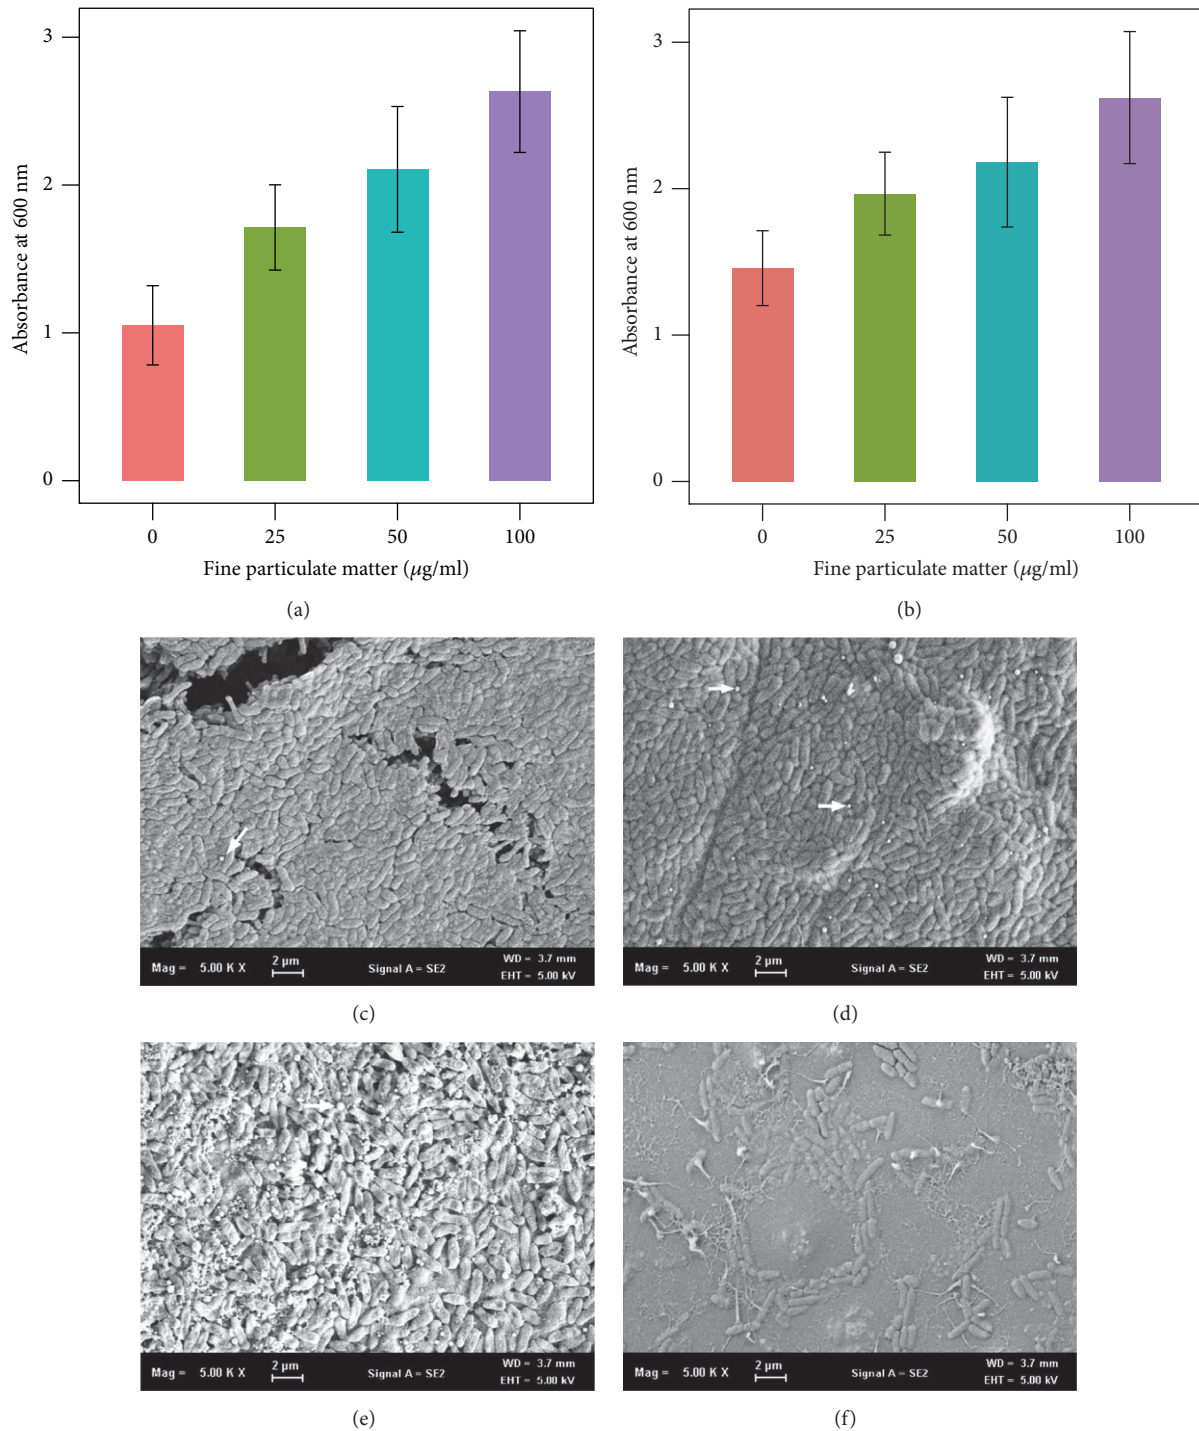 3
2
1
0
Absorbance at 600 nm
0 25 50 100
Fine particulate matter (μg/ml)
(a)
3
2
1
0
Absorbance at 600 nm
0 25 50 100
Fine particulate matter (μg/ml)
(b)
Mag = 5.00 K X 2 μm Signal A = SE2 WD = 3.7 mm
EHT = 5.00 kV
(c)
Mag = 5.00 K X 2 μm Signal A = SE2 WD = 3.7 mm
EHT = 5.00 kV
(d)
Mag = 5.00 K X 2 μm Signal A = SE2 WD = 3.7 mm
EHT = 5.00 kV
(e)
Mag = 5.00 K X 2 μm Signal A = SE2 WD = 3.7 mm
EHT = 5.00 kV
(f)